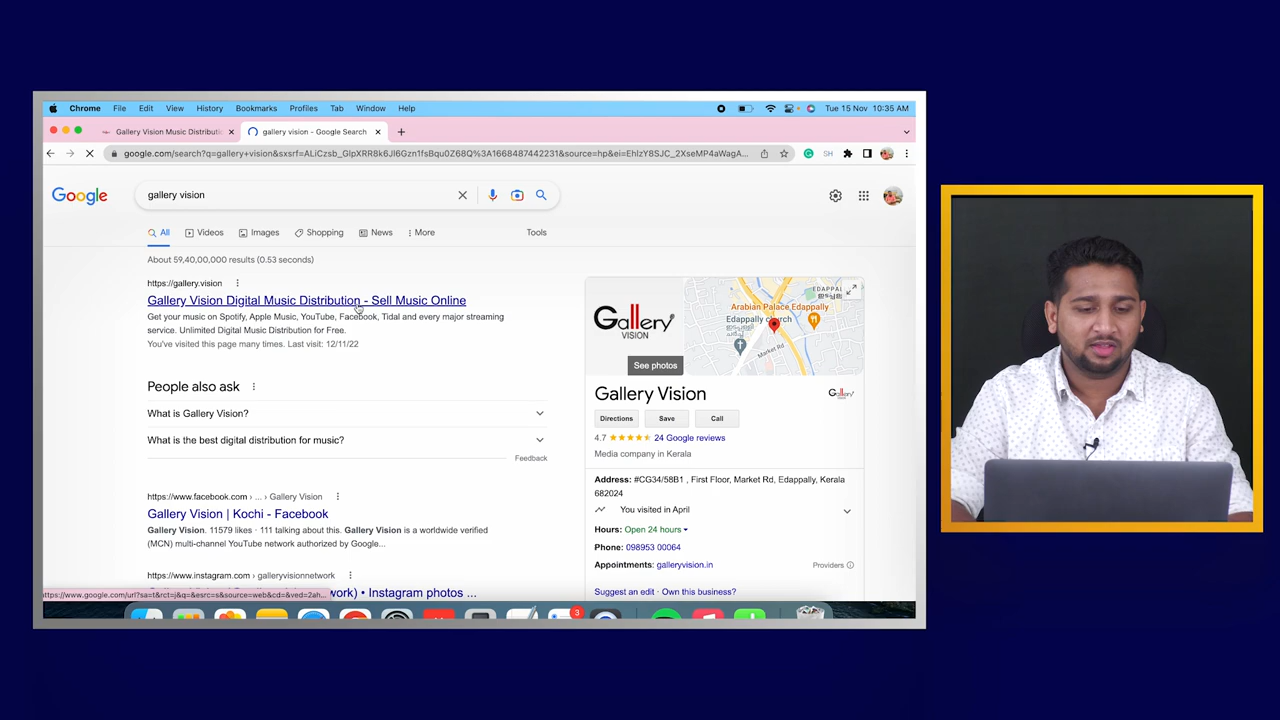 Chrome File Edit View History Bookmarks Profiles Tab Window Help Tue 15 Nov 10:35 AM
Gallery Vision Music Distributi gallery vision - Google Search
google.com/search?q=gallery+vision&sxsrf=
Google gallery vision
All Videos Images Shopping News More Tools
About 59,40,00,000 results (0.53 seconds)
https://gallery.vision
Gallery Vision Digital Music Distribution - Sell Music Online
Get your music on Spotify, Apple Music, YouTube, Facebook, Tidal and every major streaming
service. Unlimited Digital Music Distribution for Free.
You've visited this page many times. Last visit: 12/11/22
People also ask
What is Gallery Vision?
What is the best digital distribution for music?
Feedback
https://www.facebook.com › ... › Gallery Vision
Gallery Vision | Kochi - Facebook
Gallery Vision. 11579 likes · 111 talking about this. Gallery Vision is a worldwide verified
(MCN) multi-channel YouTube network authorized by Google...
https://www.instagram.com › galleryvisionnetwork
work) • Instagram photos ...
Gallery
VISION
See photos
EDAPPAL
Arabian Palace Edappally
Edappally church
Market Rd
Gallery Vision
Gallery
Directions Save Call
4.7 24 Google reviews
Media company in Kerala
Address: #CG34/58B1 , First Floor, Market Rd, Edappally, Kerala
682024
You visited in April
Hours: Open 24 hours
Phone: 098953 00064
Appointments: galleryvision.in Providers
Suggest an edit · Own this business?
3